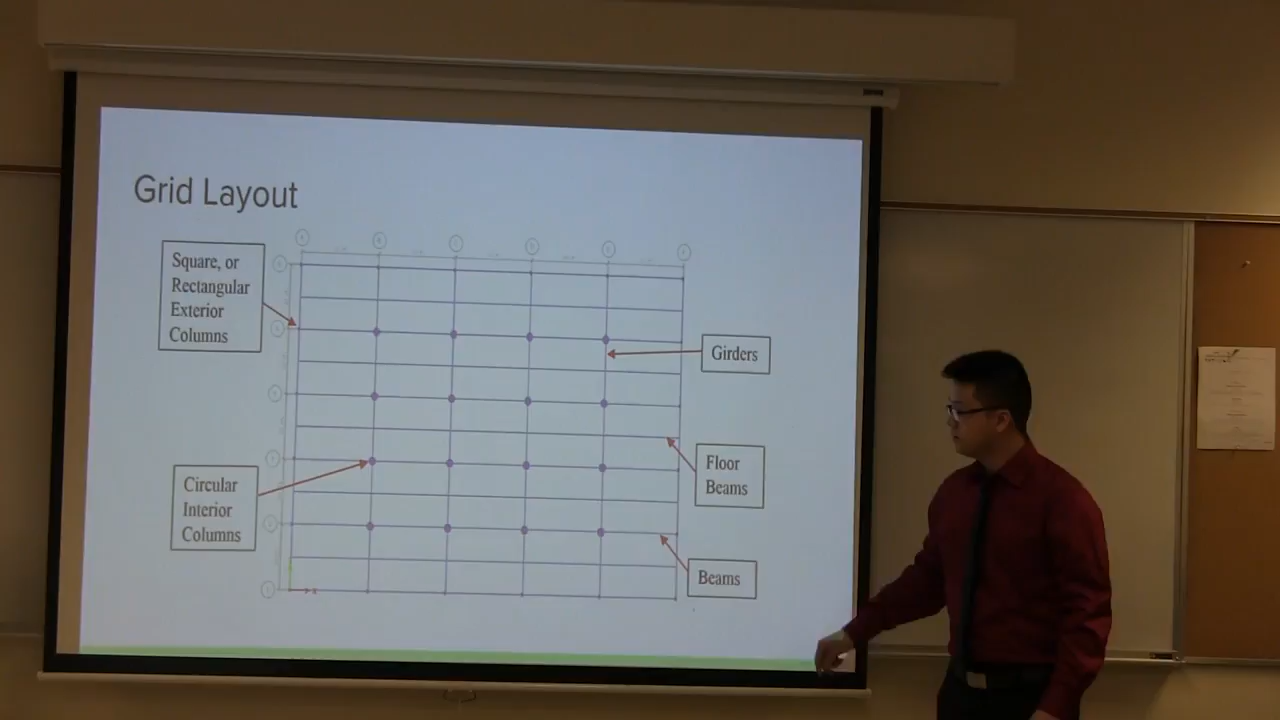 Grid Layout
Square, or
Rectangular
Exterior
Columns
Girders
Floor
Beams
Circular
Interior
Columns
Beams